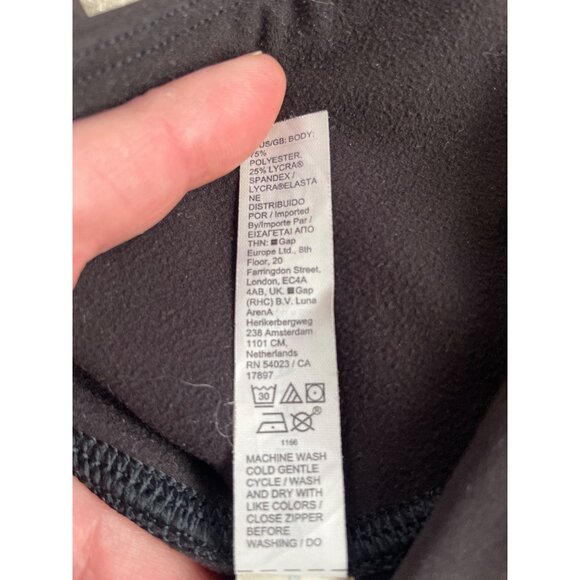 US/GB: BODY:
75%
POLYESTER,
25% LYCRA®
SPANDEX /
LYCRA®ELASTA
NE
DISTRIBUIDO
POR / Imported
By/Importe Par /
ΕΙΣΑΓΕΤΑΙ ΑΠΟ
ΤΗΝ: Gap
Europe Ltd., 8th
Floor, 20
Farringdon Street,
London, EC4A
4AB, UK. Gap
(RHC) B.V. Luna
ArenA
Herikerbergweg
238 Amsterdam
1101 CM,
Netherlands
RN 54023 / CA
17897
30
®
1166
MACHINE WASH
COLD GENTLE
CYCLE / WASH
AND DRY WITH
LIKE COLORS /
CLOSE ZIPPER
BEFORE
WASHING / DO